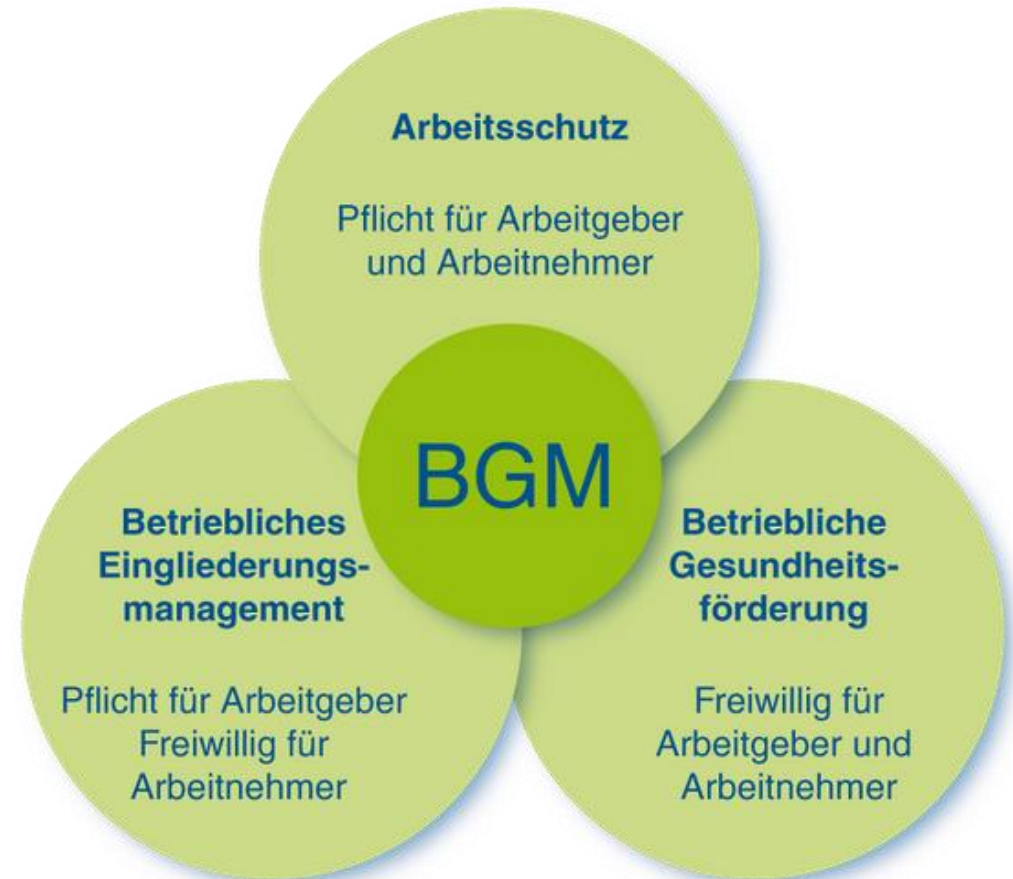 Arbeitsschutz
Pflicht für Arbeitgeber
und Arbeitnehmer
BGM
Betriebliches
Eingliederungs-
management
Pflicht für Arbeitgeber
Freiwillig für
Arbeitnehmer
Betriebliche
Gesundheits-
förderung
Freiwillig für
Arbeitgeber und
Arbeitnehmer